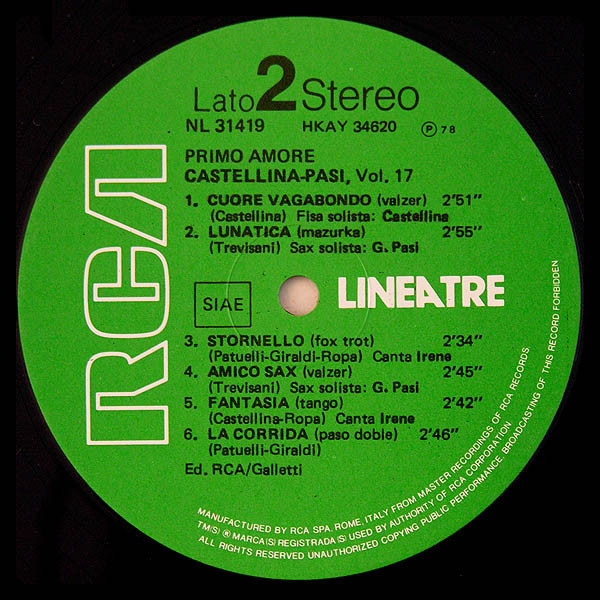 Lato 2 Stereo
NL 31419 HKAY 34620 Ⓟ 78
PRIMO AMORE
CASTELLINA-PASI, Vol. 17
1. CUORE VAGABONDO (valzer) 2'51"
(Castellina) Fisa solista: Castellina
2. LUNATICA (mazurka) 2'55"
(Trevisani) Sax solista: G. Pasi
RCA
SIAE
LINEATRE
3. STORNELLO (fox trot) 2'34"
(Patuelli-Giraldi-Ropa) Canta Irene
4. AMICO SAX (valzer) 2'45"
(Trevisani) Sax solista: G. Pasi
5. FANTASIA (tango) 2'42"
(Castellina-Ropa) Canta Irene
6. LA CORRIDA (paso doble) 2'46"
(Patuelli-Giraldi)
Ed. RCA/Galletti
MANUFACTURED BY RCA SPA, ROME, ITALY FROM MASTER RECORDINGS OF RCA RECORDS
TM(S) ® MARCA(S) REGISTRADA(S) USED BY AUTHORITY OF RCA CORPORATION
ALL RIGHTS RESERVED UNAUTHORIZED COPYING PUBLIC PERFORMANCE, BROADCASTING OF THIS RECORD FORBIDDEN